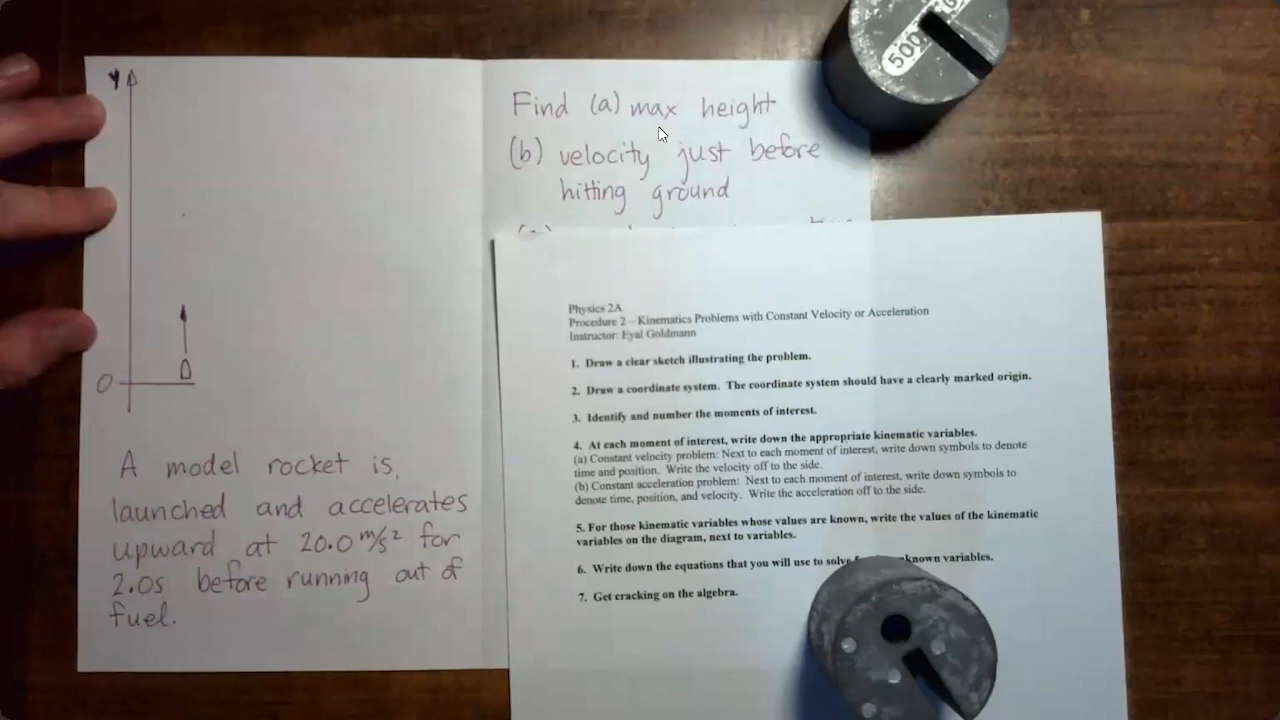 Y
O
A model rocket is,
launched and accelerates
upward at 20.0 m/s² for
2.0s before running out of
fuel.
Find (a) max height
(b) velocity just before
hitting ground
500
Physics 2A
Procedure 2 – Kinematics Problems with Constant Velocity or Acceleration
Instructor: Eyal Goldmann
1. Draw a clear sketch illustrating the problem.
2. Draw a coordinate system. The coordinate system should have a clearly marked origin.
3. Identify and number the moments of interest.
4. At each moment of interest, write down the appropriate kinematic variables.
(a) Constant velocity problem: Next to each moment of interest, write down symbols to denote
time and position. Write the velocity off to the side.
(b) Constant acceleration problem: Next to each moment of interest, write down symbols to
denote time, position, and velocity. Write the acceleration off to the side.
5. For those kinematic variables whose values are known, write the values of the kinematic
variables on the diagram, next to variables.
6. Write down the equations that you will use to solve variables.
7. Get cracking on the algebra.